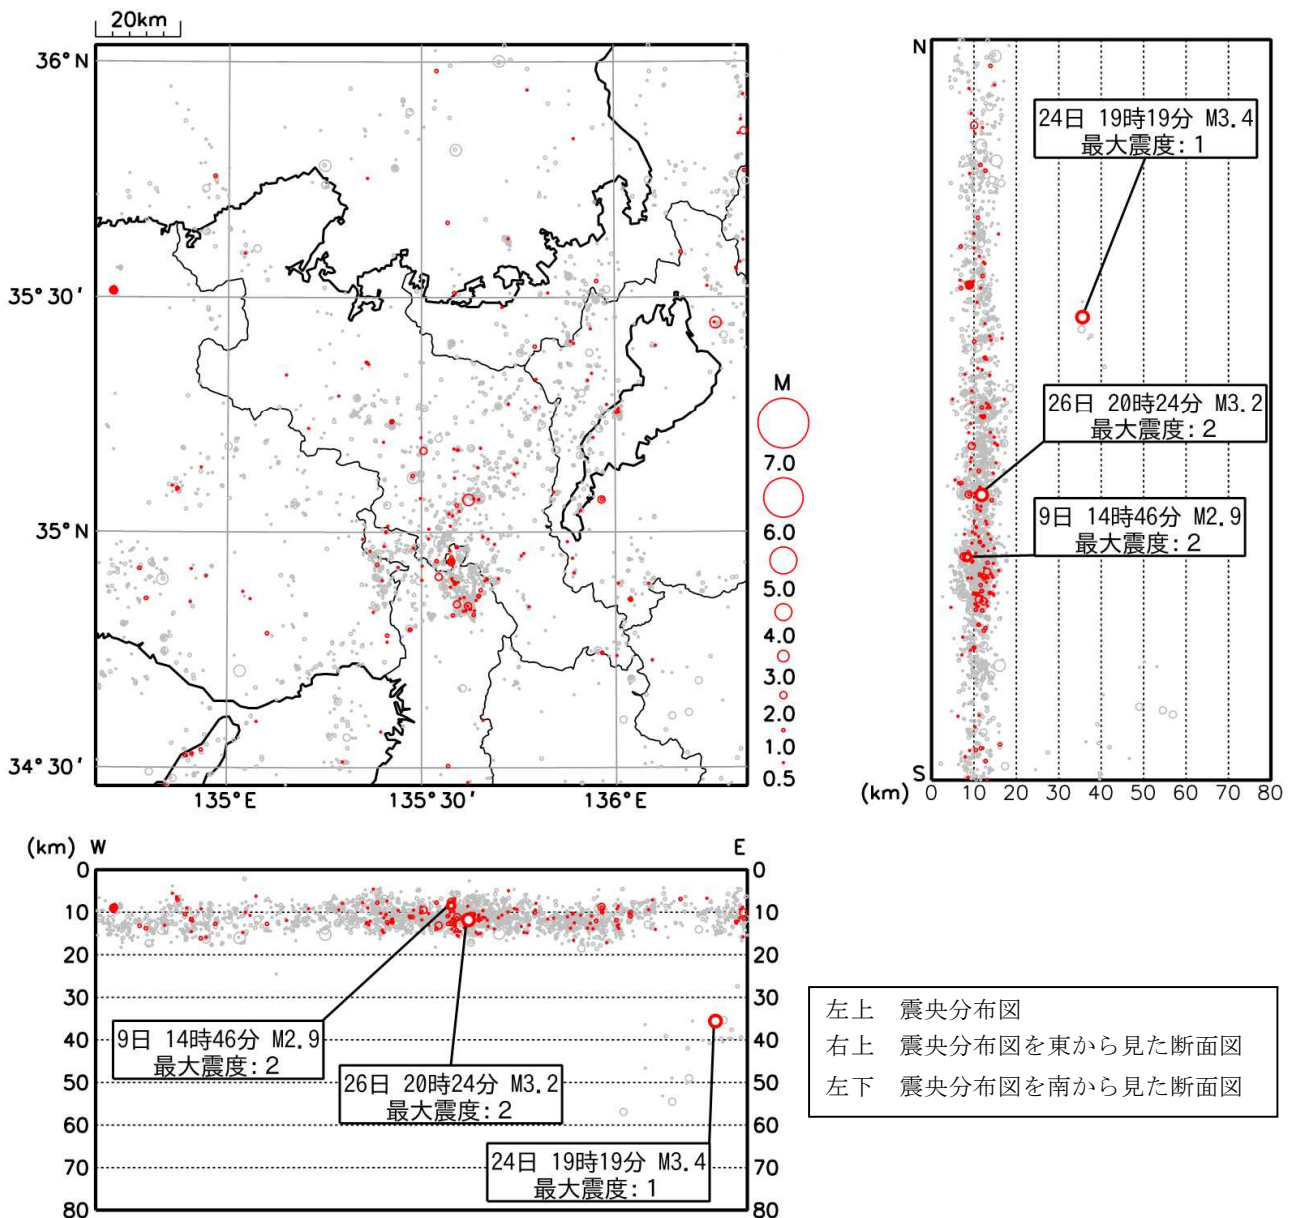 20km
36°N
35°30′
35°N
34°30′
135°E
135°30′
136°E
M
7.0
6.0
5.0
4.0
3.0
2.0
1.0
0.5
N
S
24日 19時19分 M3.4
最大震度:1
26日 20時24分 M3.2
最大震度:2
9日 14時46分 M2.9
最大震度:2
(km) 0 10 20 30 40 50 60 70 80
(km) W
E
0
10
20
30
40
50
60
70
80
0
10
20
30
40
50
60
70
80
9日 14時46分 M2.9
最大震度:2
26日 20時24分 M3.2
最大震度:2
24日 19時19分 M3.4
最大震度:1
左上 震央分布図
右上 震央分布図を東から見た断面図
左下 震央分布図を南から見た断面図